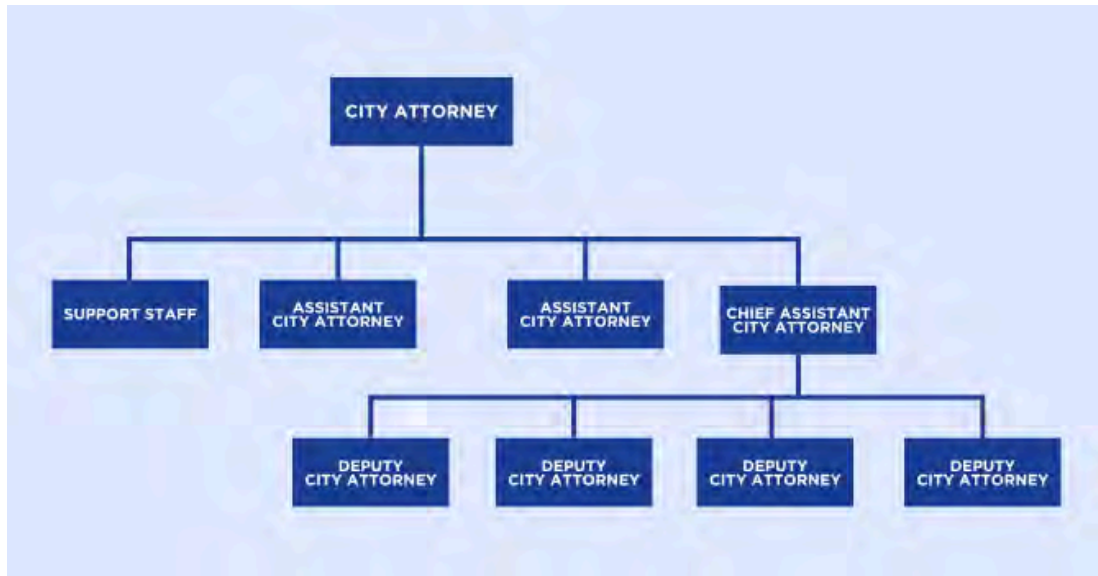 CITY ATTORNEY
SUPPORT STAFF
ASSISTANT
CITY ATTORNEY
ASSISTANT
CITY ATTORNEY
CHIEF ASSISTANT
CITY ATTORNEY
DEPUTY
CITY ATTORNEY
DEPUTY
CITY ATTORNEY
DEPUTY
CITY ATTORNEY
DEPUTY
CITY ATTORNEY